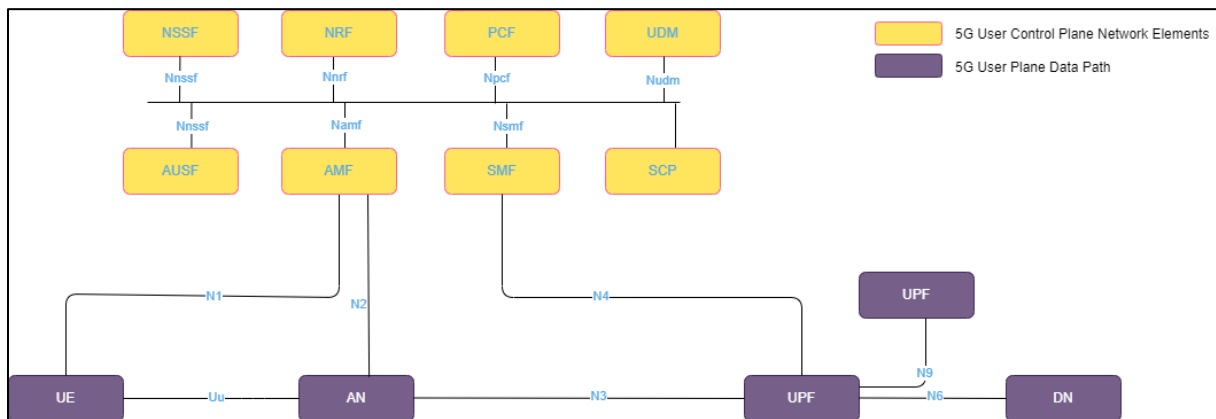 NSSF
NRF
PCF
UDM
5G User Control Plane Network Elements
5G User Plane Data Path
Nnssf
Nnrf
Npcf
Nudm
Nnssf
Namf
Nsmf
AUSF
AMF
SMF
SCP
N1
N2
N4
UPF
N9
UE
Uu
AN
N3
UPF
N6
DN